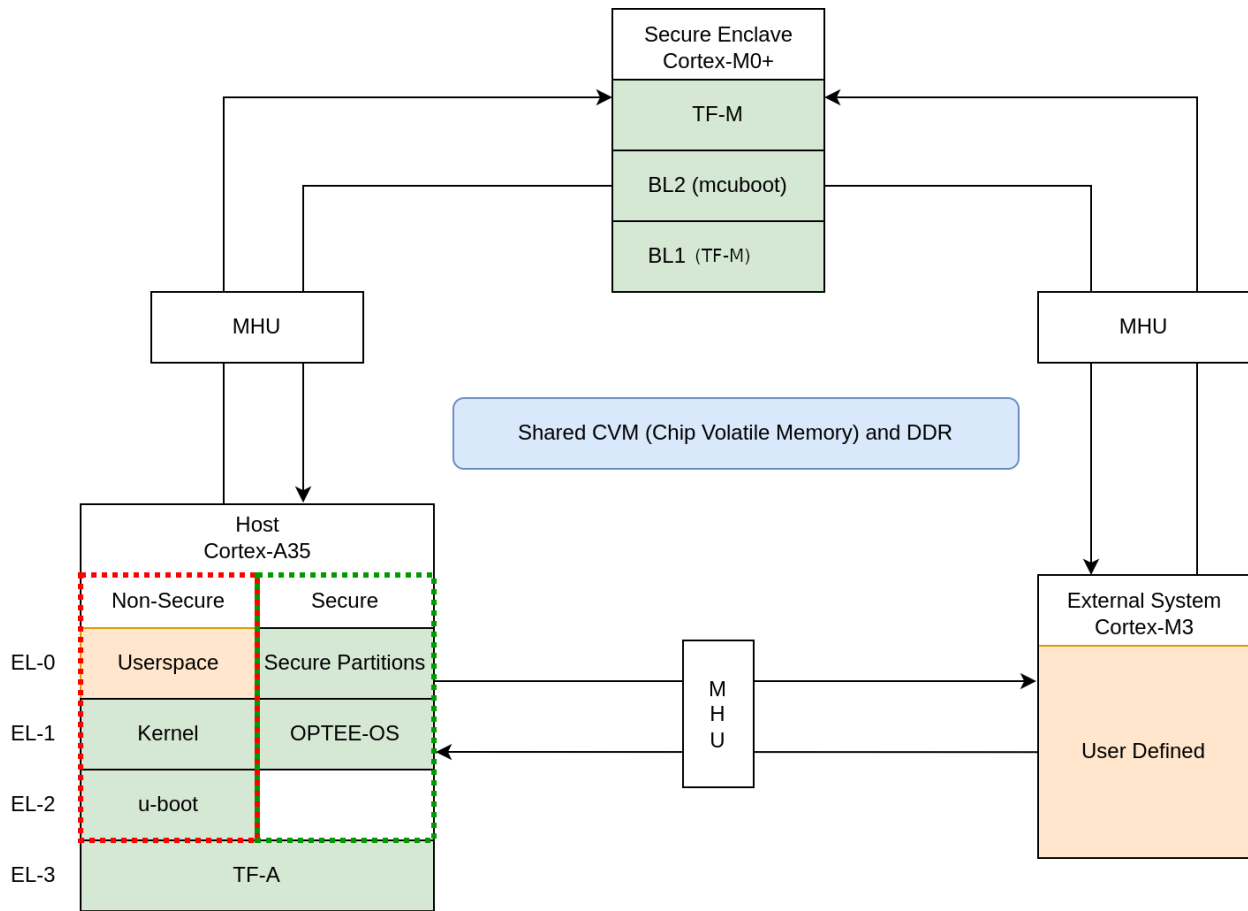 Secure Enclave
Cortex-M0+
TF-M
BL2 (mcuboot)
BL1 (TF-M)
MHU
MHU
Shared CVM (Chip Volatile Memory) and DDR
Host
Cortex-A35
Non-Secure
Secure
External System
Cortex-M3
EL-0
Userspace
Secure Partitions
EL-1
Kernel
OPTEE-OS
M
H
U
User Defined
EL-2
u-boot
EL-3
TF-A